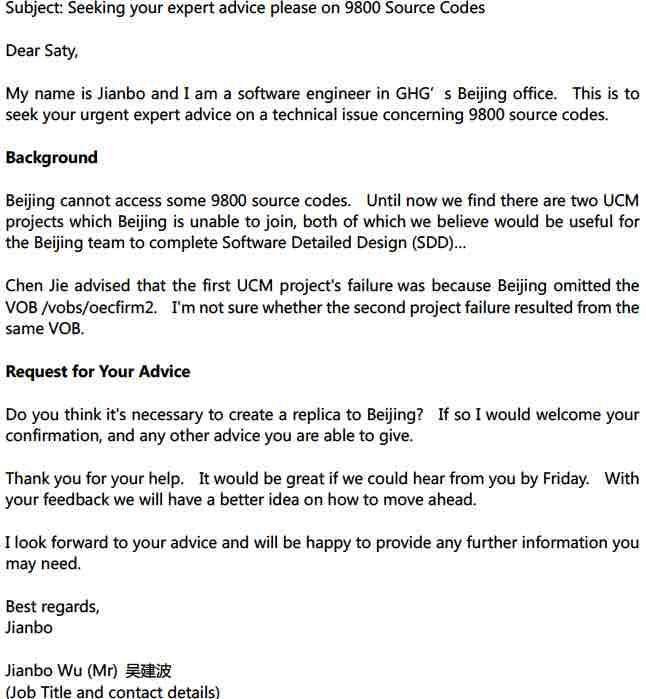 Subject: Seeking your expert advice please on 9800 Source Codes
Dear Saty,
My name is Jianbo and I am a software engineer in GHG’s Beijing office. This is to
seek your urgent expert advice on a technical issue concerning 9800 source codes.
Background
Beijing cannot access some 9800 source codes. Until now we find there are two UCM
projects which Beijing is unable to join, both of which we believe would be useful for
the Beijing team to complete Software Detailed Design (SDD)...
Chen Jie advised that the first UCM project's failure was because Beijing omitted the
VOB /vobs/oecfirm2. I'm not sure whether the second project failure resulted from the
same VOB.
Request for Your Advice
Do you think it's necessary to create a replica to Beijing? If so I would welcome your
confirmation, and any other advice you are able to give.
Thank you for your help. It would be great if we could hear from you by Friday. With
your feedback we will have a better idea on how to move ahead.
I look forward to your advice and will be happy to provide any further information you
may need.
Best regards,
Jianbo
Jianbo Wu (Mr) 吴建波
(Job Title and contact details)